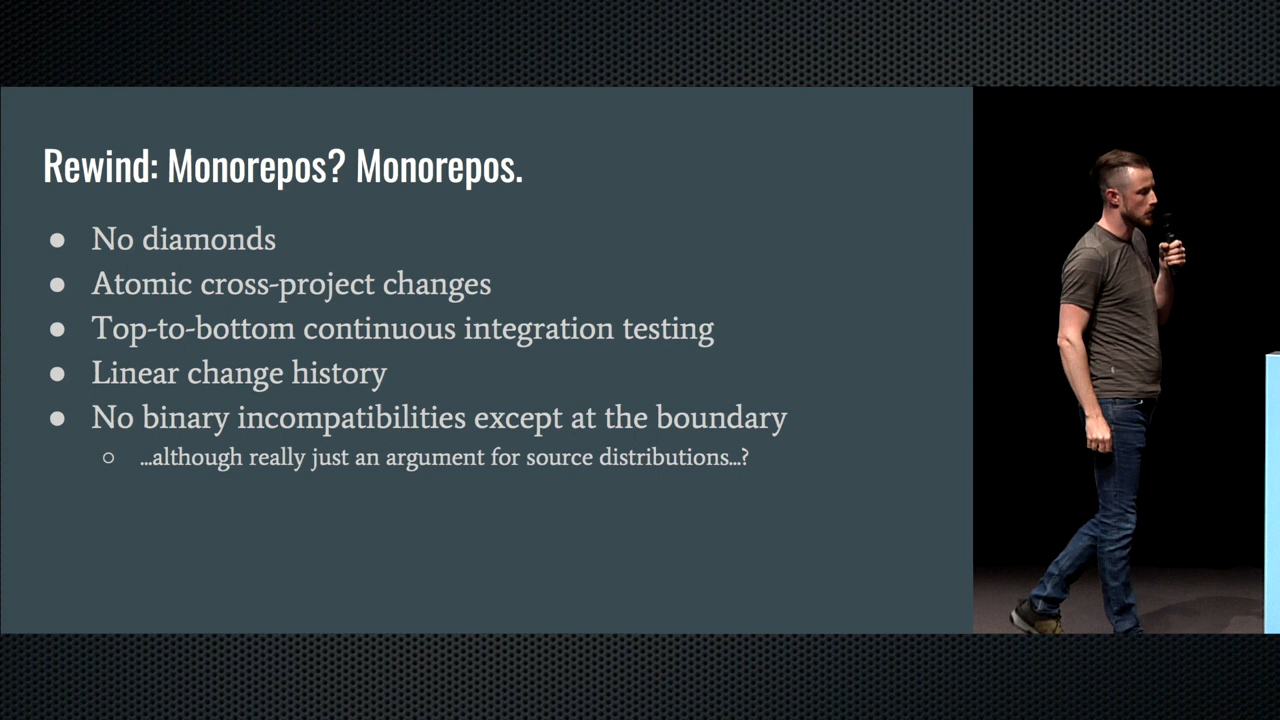 Rewind: Monorepos? Monorepos.
● No diamonds
● Atomic cross-project changes
● Top-to-bottom continuous integration testing
● Linear change history
● No binary incompatibilities except at the boundary
○ ...although really just an argument for source distributions...?